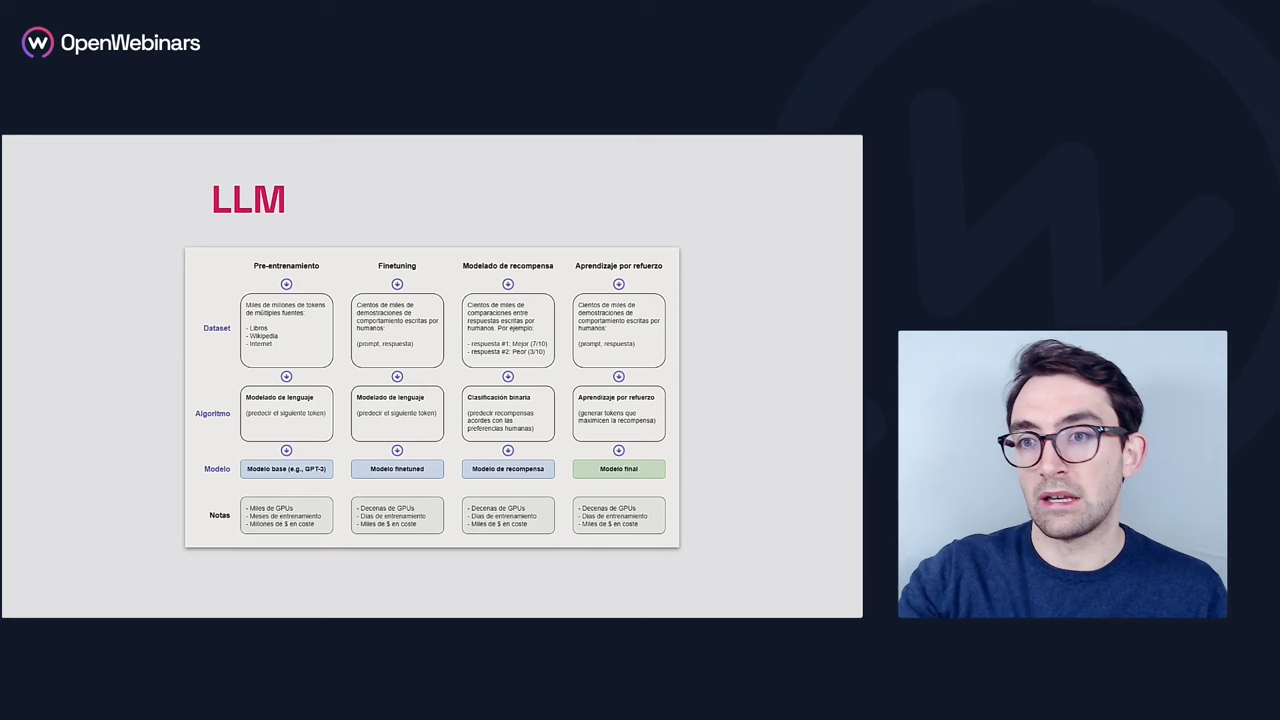 OpenWebinars
LLM
Pre-entrenamiento
Finetuning
Modelado de recompensa
Aprendizaje por refuerzo
Dataset
Miles de millones de tokens
de múltiples fuentes:
- Libros
- Wikipedia
- Internet
Cientos de miles de
demostraciones de
comportamiento escritas por
humanos:
(prompt, respuesta)
Cientos de miles de
comparaciones entre
respuestas escritas por
humanos. Por ejemplo:
- respuesta #1: Mejor (7/10)
- respuesta #2: Peor (3/10)
Cientos de miles de
demostraciones de
comportamiento escritas por
humanos:
(prompt, respuesta)
Algoritmo
Modelado de lenguaje
(predecir el siguiente token)
Modelado de lenguaje
(predecir el siguiente token)
Clasificación binaria
(predecir recompensas
acordes con las
preferencias humanas)
Aprendizaje por refuerzo
(generar tokens que
maximicen la recompensa)
Modelo
Modelo base (e.g., GPT-3)
Modelo finetuned
Modelo de recompensa
Modelo final
Notas
- Miles de GPUs
- Meses de entrenamiento
- Millones de $ en coste
- Decenas de GPUs
- Días de entrenamiento
- Miles de $ en coste
- Decenas de GPUs
- Días de entrenamiento
- Miles de $ en coste
- Decenas de GPUs
- Días de entrenamiento
- Miles de $ en coste